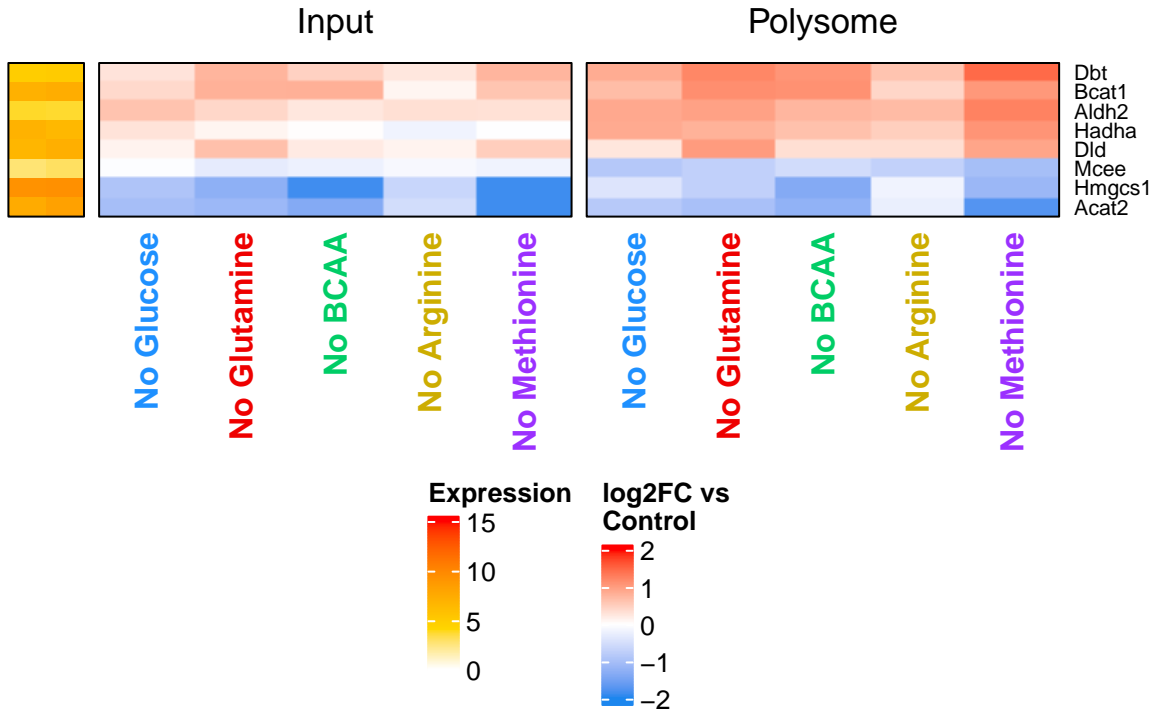 Input
Polysome
Dbt
Bcat1
Aldh2
Hadha
Dld
Mcee
Hmgcs1
Acat2
No Glucose
No Glutamine
No BCAA
No Arginine
No Methionine
No Glucose
No Glutamine
No BCAA
No Arginine
No Methionine
Expression
15
10
5
0
log2FC vs
Control
2
1
0
−1
−2